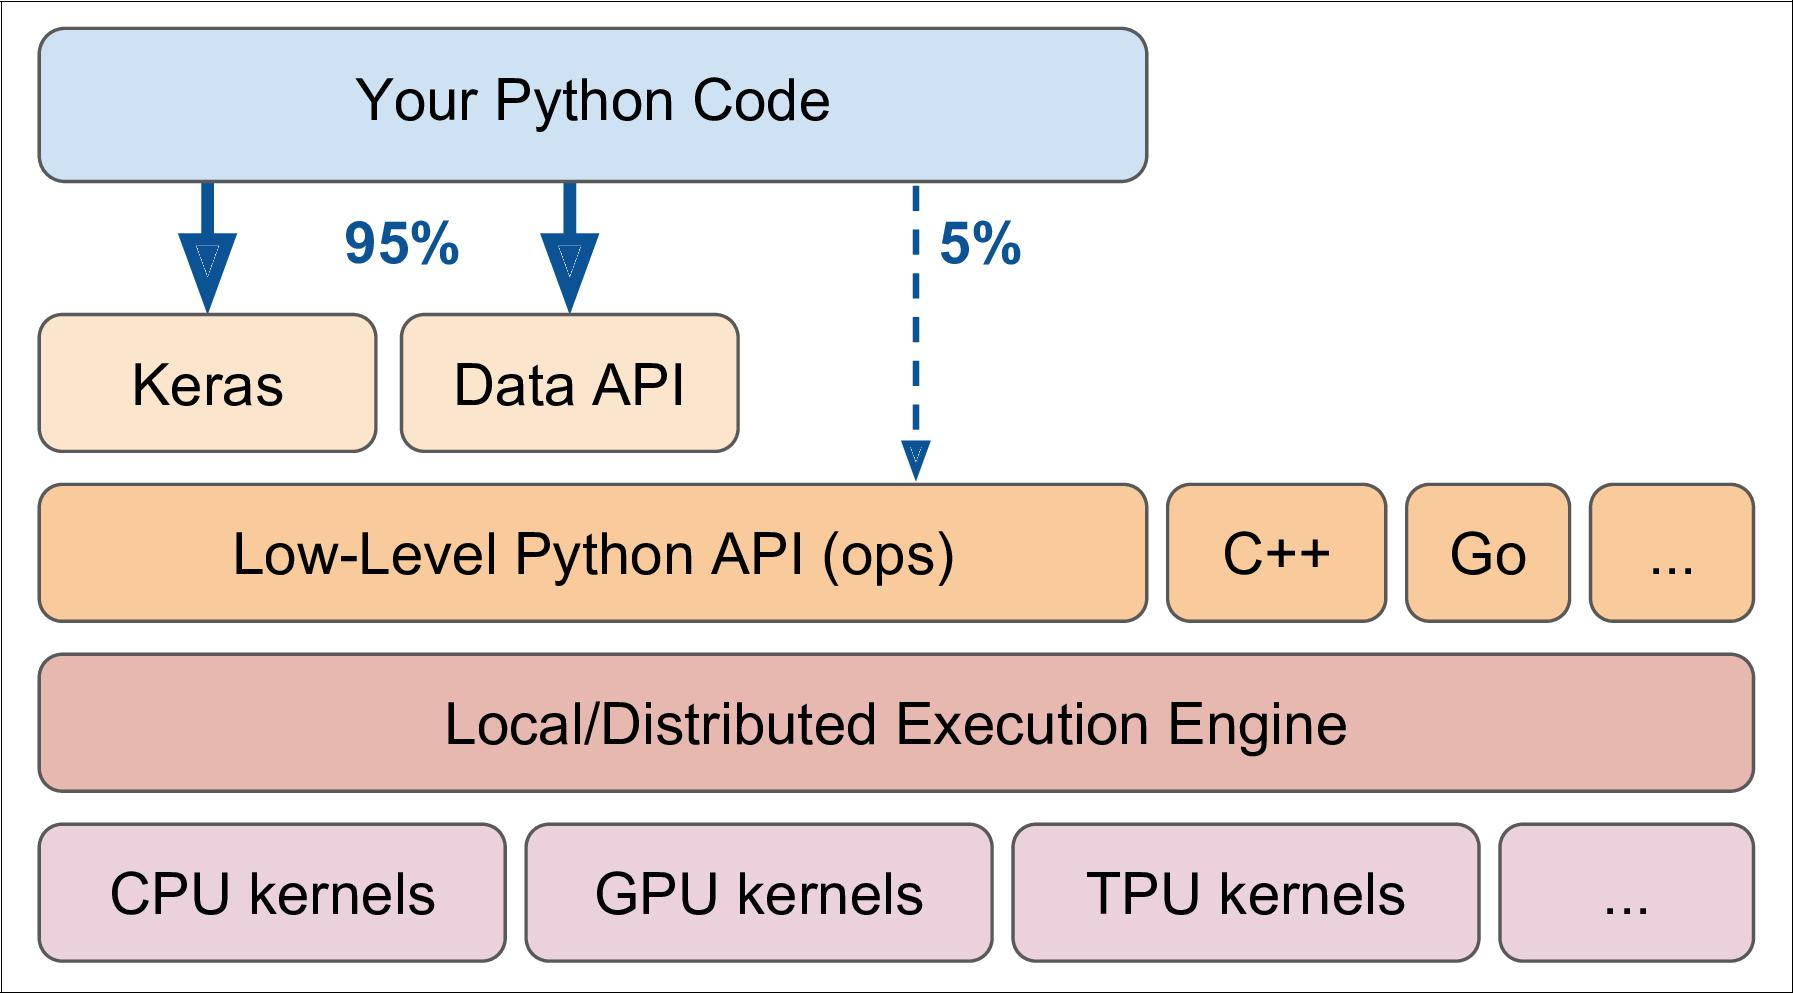 Your Python Code
95%
5%
Keras
Data API
Low-Level Python API (ops)
C++
Go
...
Local/Distributed Execution Engine
CPU kernels
GPU kernels
TPU kernels
...